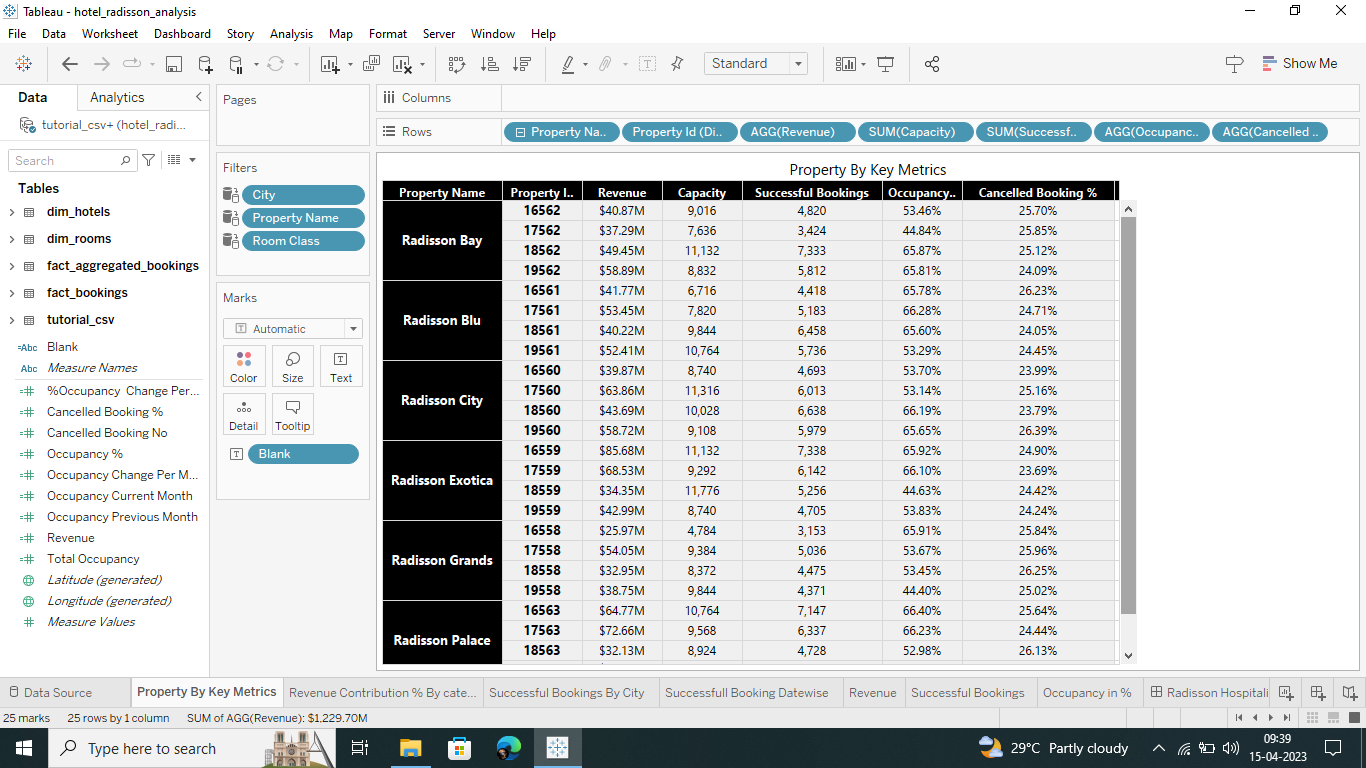 Tableau - hotel_radisson_analysis
File Data Worksheet Dashboard Story Analysis Map Format Server Window Help
Standard
Show Me
Data Analytics
tutorial_csv+ (hotel_radi...
Search
Tables
dim_hotels
dim_rooms
fact_aggregated_bookings
fact_bookings
tutorial_csv
=Abc Blank
Abc Measure Names
%Occupancy Change Per...
Cancelled Booking %
Cancelled Booking No
Occupancy %
Occupancy Change Per M...
Occupancy Current Month
Occupancy Previous Month
Revenue
Total Occupancy
Latitude (generated)
Longitude (generated)
Measure Values
Pages
Filters
City
Property Name
Room Class
Marks
Automatic
Color Size Text
Detail Tooltip
Blank
Columns
Rows Property Na.. Property Id (Di.. AGG(Revenue) SUM(Capacity) SUM(Successf.. AGG(Occupanc.. AGG(Cancelled ..
Property By Key Metrics
Property Name Property I.. Revenue Capacity Successful Bookings Occupancy.. Cancelled Booking %
Radisson Bay
16562 $40.87M 9,016 4,820 53.46% 25.70%
17562 $37.29M 7,636 3,424 44.84% 25.85%
18562 $49.45M 11,132 7,333 65.87% 25.12%
19562 $58.89M 8,832 5,812 65.81% 24.09%
Radisson Blu
16561 $41.77M 6,716 4,418 65.78% 26.23%
17561 $53.45M 7,820 5,183 66.28% 24.71%
18561 $40.22M 9,844 6,458 65.60% 24.05%
19561 $52.41M 10,764 5,736 53.29% 24.45%
Radisson City
16560 $39.87M 8,740 4,693 53.70% 23.99%
17560 $63.86M 11,316 6,013 53.14% 25.16%
18560 $43.69M 10,028 6,638 66.19% 23.79%
19560 $58.72M 9,108 5,979 65.65% 26.39%
Radisson Exotica
16559 $85.68M 11,132 7,338 65.92% 24.90%
17559 $68.53M 9,292 6,142 66.10% 23.69%
18559 $34.35M 11,776 5,256 44.63% 24.42%
19559 $42.99M 8,740 4,705 53.83% 24.24%
Radisson Grands
16558 $25.97M 4,784 3,153 65.91% 25.84%
17558 $54.05M 9,384 5,036 53.67% 25.96%
18558 $32.95M 8,372 4,475 53.45% 26.25%
19558 $38.75M 9,844 4,371 44.40% 25.02%
Radisson Palace
16563 $64.77M 10,764 7,147 66.40% 25.64%
17563 $72.66M 9,568 6,337 66.23% 24.44%
18563 $32.13M 8,924 4,728 52.98% 26.13%
Data Source Property By Key Metrics Revenue Contribution % By cate... Successful Bookings By City Successfull Booking Datewise Revenue Successful Bookings Occupancy in % Radisson Hospitali
25 marks 25 rows by 1 column SUM of AGG(Revenue): $1,229.70M
Type here to search
29°C Partly cloudy
09:39
15-04-2023